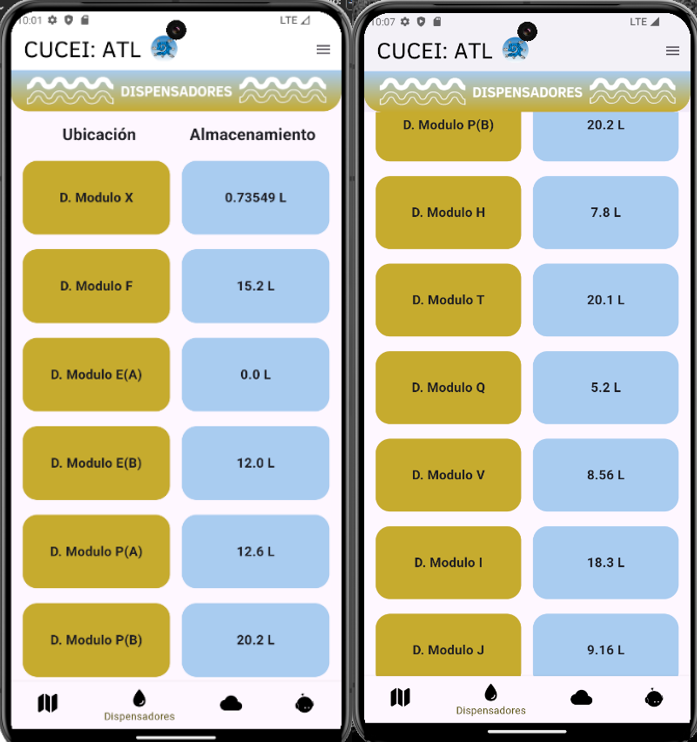 10:01
LTE
CUCEI: ATL
DISPENSADORES
Ubicación Almacenamiento
D. Modulo X 0.73549 L
D. Modulo F 15.2 L
D. Modulo E(A) 0.0 L
D. Modulo E(B) 12.0 L
D. Modulo P(A) 12.6 L
D. Modulo P(B) 20.2 L
Dispensadores
10:07
LTE
CUCEI: ATL
DISPENSADORES
D. Modulo P(B) 20.2 L
D. Modulo H 7.8 L
D. Modulo T 20.1 L
D. Modulo Q 5.2 L
D. Modulo V 8.56 L
D. Modulo I 18.3 L
D. Modulo J 9.16 L
Dispensadores